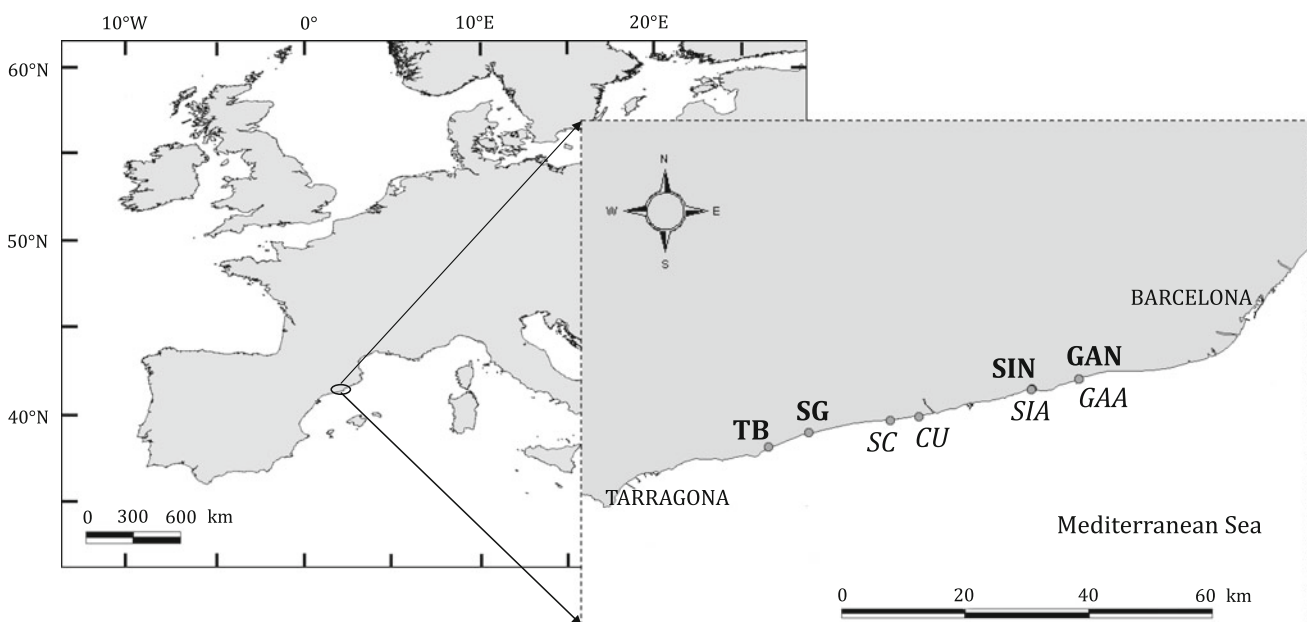 10°W 0° 10°E 20°E
60°N
50°N
40°N
0 300 600 km
N
W E
S
BARCELONA
SIN GAN
SIA GAA
TB SG
SC CU
TARRAGONA
Mediterranean Sea
0 20 40 60 km